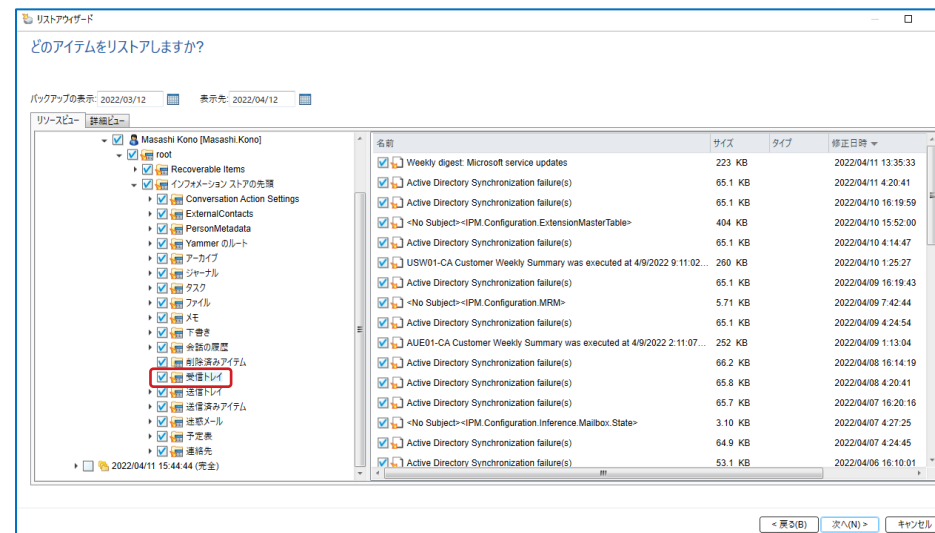 リストアウィザード
どのアイテムをリストアしますか?
バックアップの表示: 2022/03/12 表示先: 2022/04/12
リソースビュー 詳細ビュー
Masashi Kono [Masashi.Kono]
root
Recoverable Items
インフォメーション ストアの先頭
Conversation Action Settings
ExternalContacts
PersonMetadata
Yammer のルート
アーカイブ
ジャーナル
タスク
ファイル
メモ
下書き
会話の履歴
削除済みアイテム
受信トレイ
送信トレイ
送信済みアイテム
迷惑メール
予定表
連絡先
2022/04/11 15:44:44 (完全)
名前 サイズ タイプ 修正日時
Weekly digest: Microsoft service updates 223 KB 2022/04/11 13:35:33
Active Directory Synchronization failure(s) 65.1 KB 2022/04/11 4:20:41
Active Directory Synchronization failure(s) 65.1 KB 2022/04/10 16:19:59
<No Subject><IPM.Configuration.ExtensionMasterTable> 404 KB 2022/04/10 15:52:00
Active Directory Synchronization failure(s) 65.1 KB 2022/04/10 4:14:47
USW01-CA Customer Weekly Summary was executed at 4/9/2022 9:11:02... 260 KB 2022/04/10 1:25:27
Active Directory Synchronization failure(s) 65.1 KB 2022/04/09 16:19:43
<No Subject><IPM.Configuration.MRM> 5.71 KB 2022/04/09 7:42:44
Active Directory Synchronization failure(s) 65.1 KB 2022/04/09 4:24:54
AUE01-CA Customer Weekly Summary was executed at 4/9/2022 2:11:07... 252 KB 2022/04/09 1:13:04
Active Directory Synchronization failure(s) 66.2 KB 2022/04/08 16:14:19
Active Directory Synchronization failure(s) 65.8 KB 2022/04/08 4:20:41
Active Directory Synchronization failure(s) 65.7 KB 2022/04/07 16:20:16
<No Subject><IPM.Configuration.Inference.Mailbox.State> 3.10 KB 2022/04/07 4:27:25
Active Directory Synchronization failure(s) 64.9 KB 2022/04/07 4:24:45
Active Directory Synchronization failure(s) 53.1 KB 2022/04/06 16:10:01
< 戻る(B) 次へ(N) > キャンセル